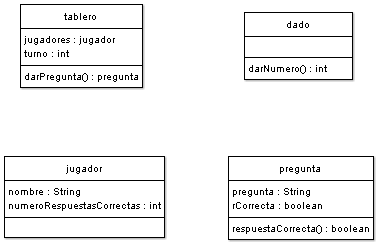 tablero
jugadores : jugador
turno : int
darPregunta() : pregunta
dado
darNumero() : int
jugador
nombre : String
numeroRespuestasCorrectas : int
pregunta
pregunta : String
rCorrecta : boolean
respuestaCorrecta() : boolean